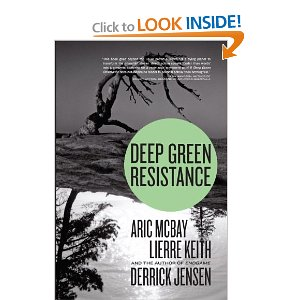 Click to LOOK INSIDE!
DEEP GREEN
RESISTANCE
ARIC MCBAY
LIERRE KEITH
AND THE AUTHOR OF ENDGAME
DERRICK JENSEN